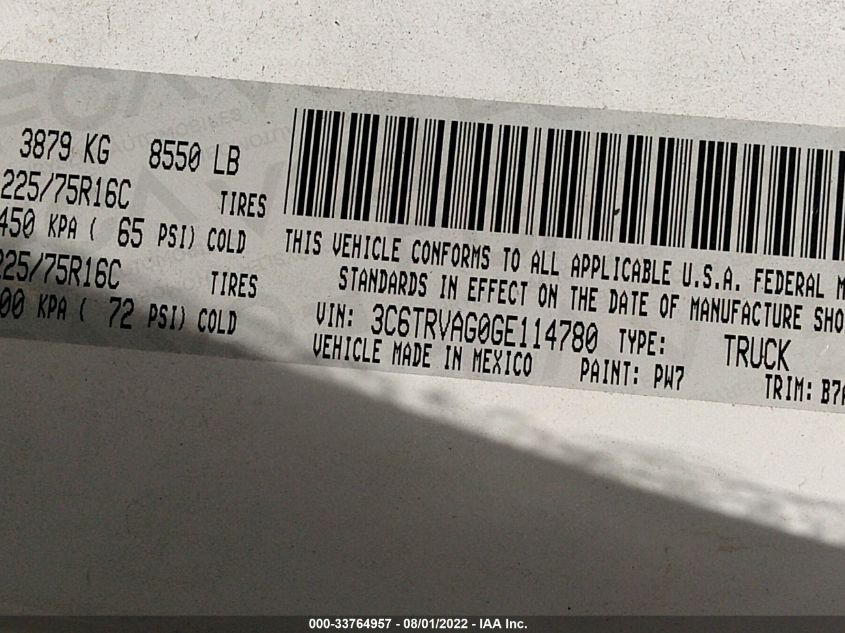 3879 KG 8550 LB
225/75R16C TIRES
450 KPA ( 65 PSI) COLD
225/75R16C TIRES
00 KPA ( 72 PSI) COLD
THIS VEHICLE CONFORMS TO ALL APPLICABLE U.S.A. FEDERAL M
STANDARDS IN EFFECT ON THE DATE OF MANUFACTURE SHO
VIN: 3C6TRVAG0GE114780 TYPE: TRUCK
VEHICLE MADE IN MEXICO PAINT: PW7 TRIM: B7
000-33764957 - 08/01/2022 - IAA Inc.